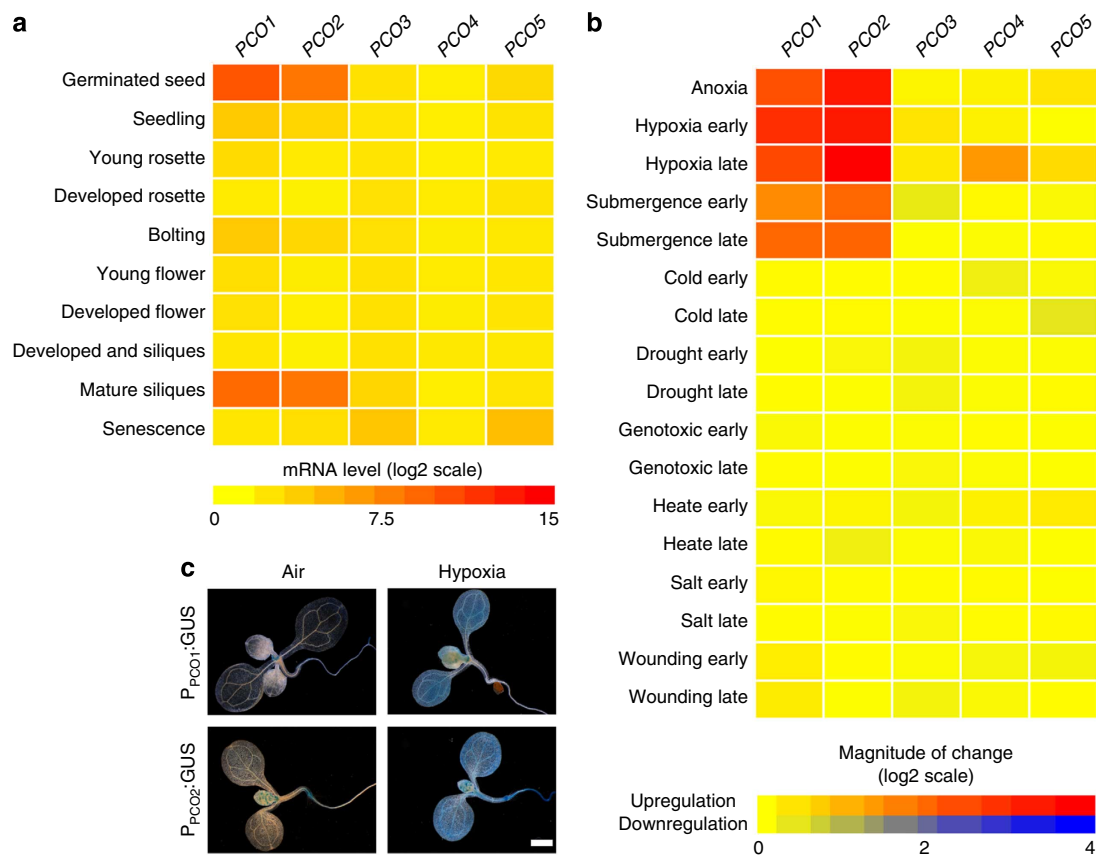 a
PCO1 PCO2 PCO3 PCO4 PCO5
Germinated seed
Seedling
Young rosette
Developed rosette
Bolting
Young flower
Developed flower
Developed and siliques
Mature siliques
Senescence
mRNA level (log2 scale)
0 7.5 15
b
PCO1 PCO2 PCO3 PCO4 PCO5
Anoxia
Hypoxia early
Hypoxia late
Submergence early
Submergence late
Cold early
Cold late
Drought early
Drought late
Genotoxic early
Genotoxic late
Heate early
Heate late
Salt early
Salt late
Wounding early
Wounding late
Magnitude of change
(log2 scale)
Upregulation
Downregulation
0 2 4
c
Air Hypoxia
PPCO1:GUS
PPCO2:GUS